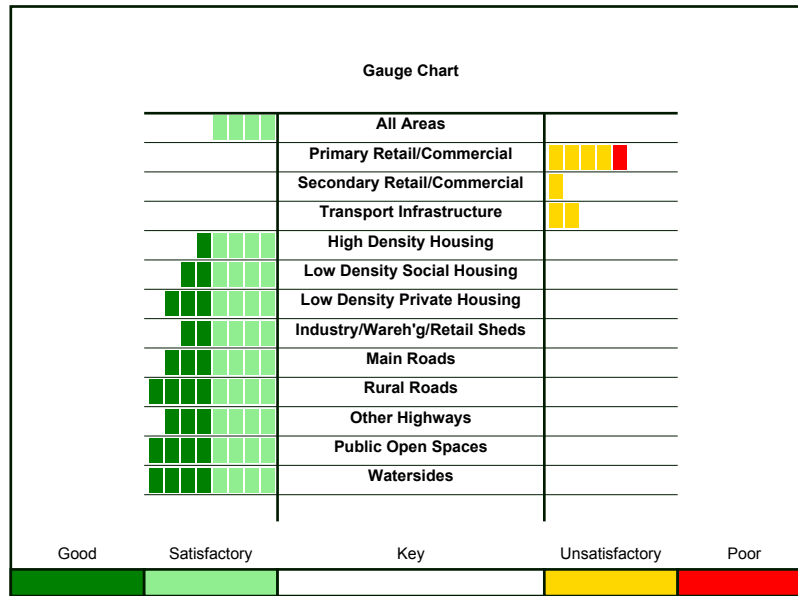 Gauge Chart
All Areas
Primary Retail/Commercial
Secondary Retail/Commercial
Transport Infrastructure
High Density Housing
Low Density Social Housing
Low Density Private Housing
Industry/Wareh'g/Retail Sheds
Main Roads
Rural Roads
Other Highways
Public Open Spaces
Watersides
Good Satisfactory Key Unsatisfactory Poor